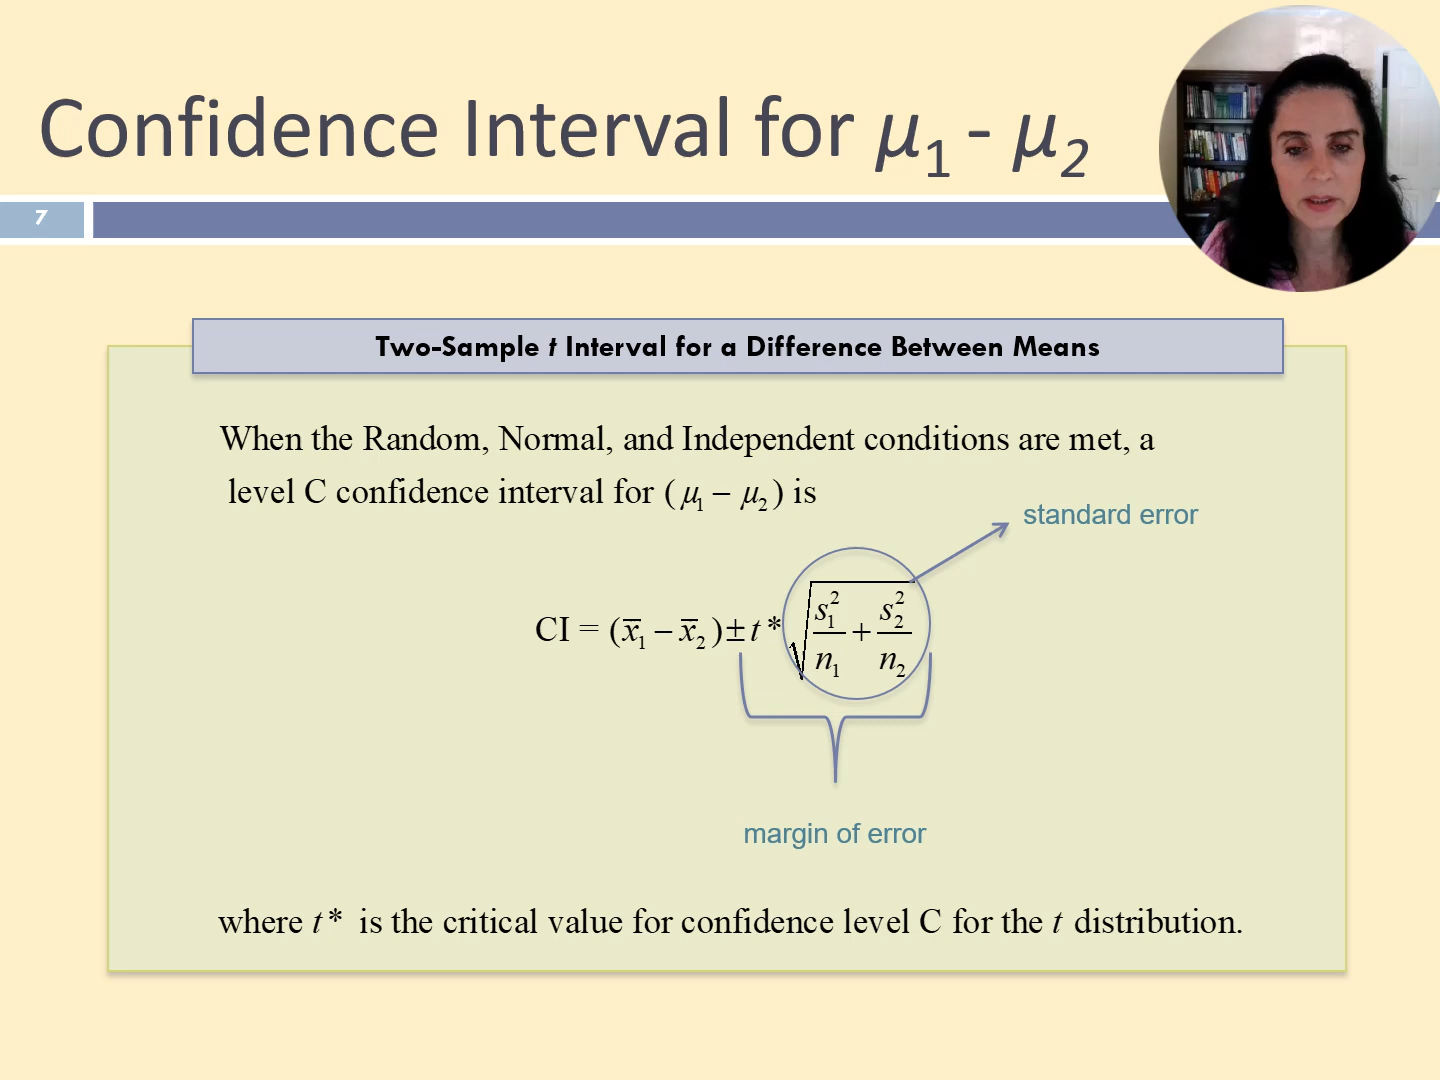 Confidence Interval for μ1 - μ2
7
Two-Sample t Interval for a Difference Between Means
When the Random, Normal, and Independent conditions are met, a
level C confidence interval for (μ1 − μ2) is
standard error
CI = (x̄1 − x̄2) ± t * √(s1²/n1 + s2²/n2)
margin of error
where t * is the critical value for confidence level C for the t distribution.